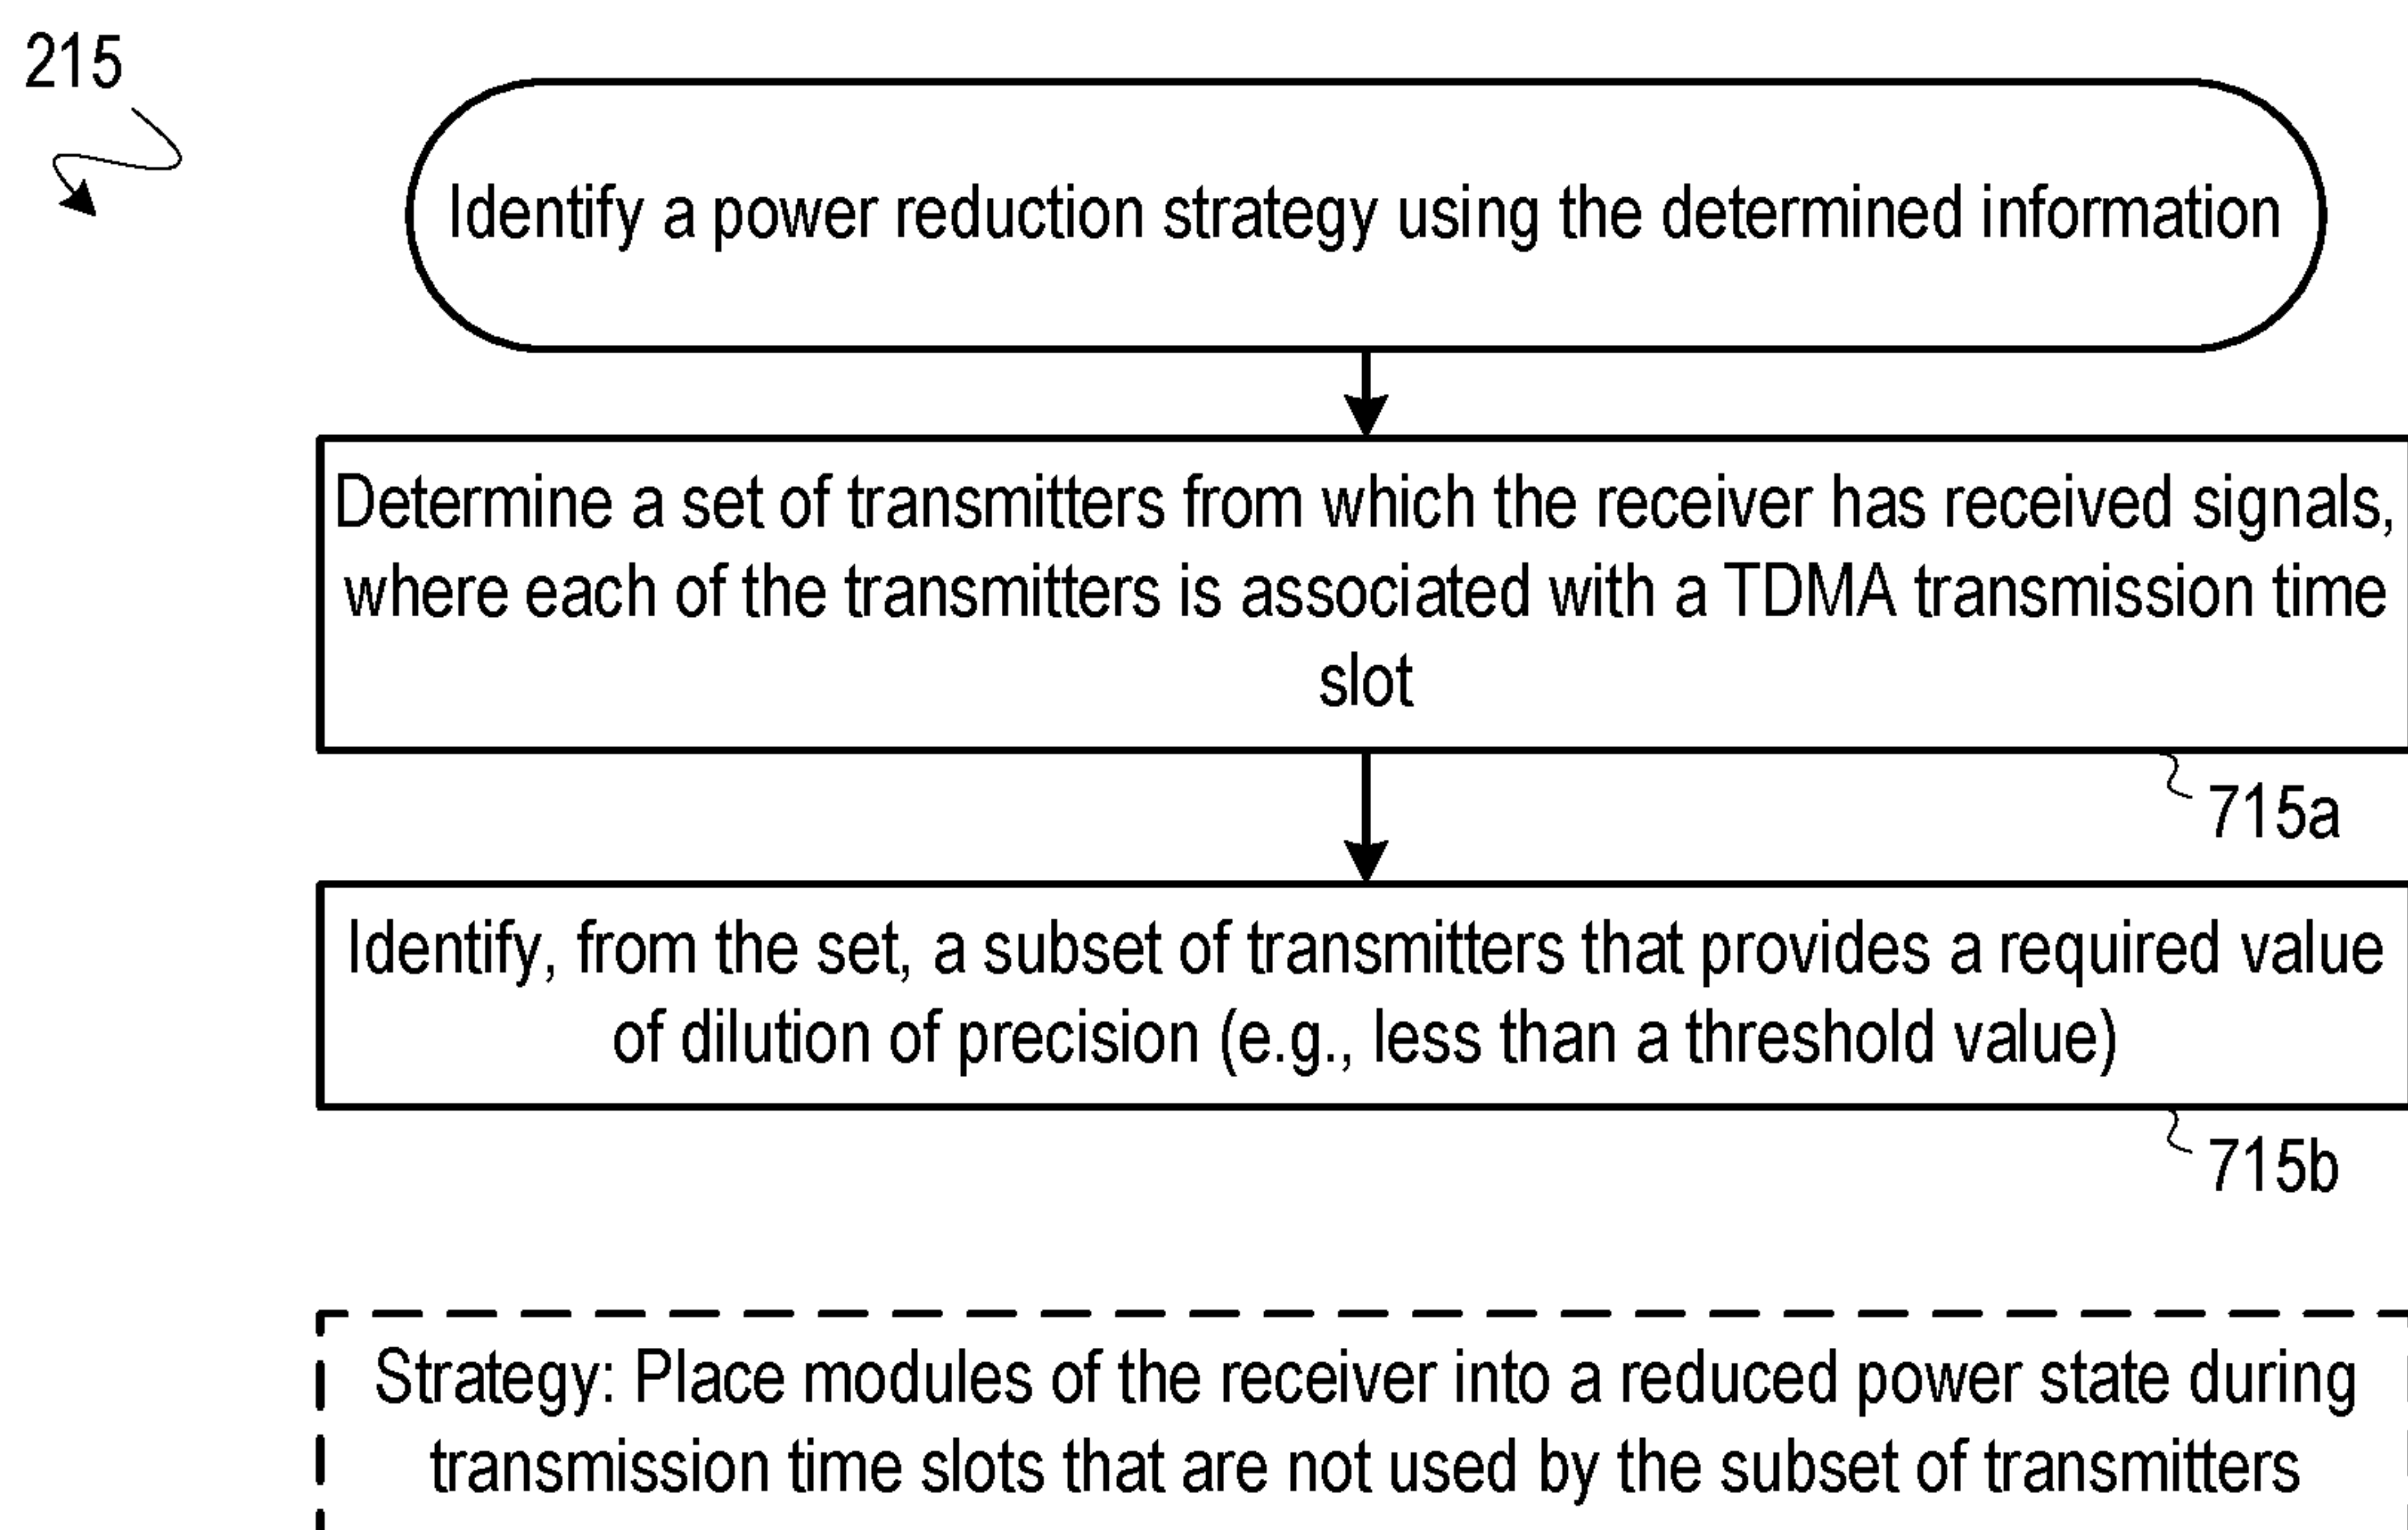 215
Identify a power reduction strategy using the determined information
Determine a set of transmitters from which the receiver has received signals,
where each of the transmitters is associated with a TDMA transmission time
slot
715a
Identify, from the set, a subset of transmitters that provides a required value
of dilution of precision (e.g., less than a threshold value)
715b
Strategy: Place modules of the receiver into a reduced power state during
transmission time slots that are not used by the subset of transmitters